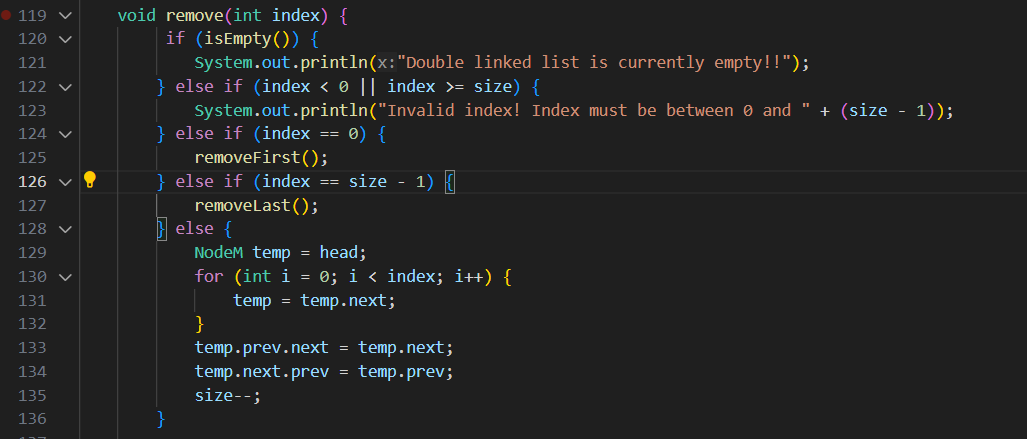 119 void remove(int index) {
120 if (isEmpty()) {
121 System.out.println(x:"Double linked list is currently empty!!");
122 } else if (index < 0 || index >= size) {
123 System.out.println("Invalid index! Index must be between 0 and " + (size - 1));
124 } else if (index == 0) {
125 removeFirst();
126 } else if (index == size - 1) {
127 removeLast();
128 } else {
129 NodeM temp = head;
130 for (int i = 0; i < index; i++) {
131 temp = temp.next;
132 }
133 temp.prev.next = temp.next;
134 temp.next.prev = temp.prev;
135 size--;
136 }